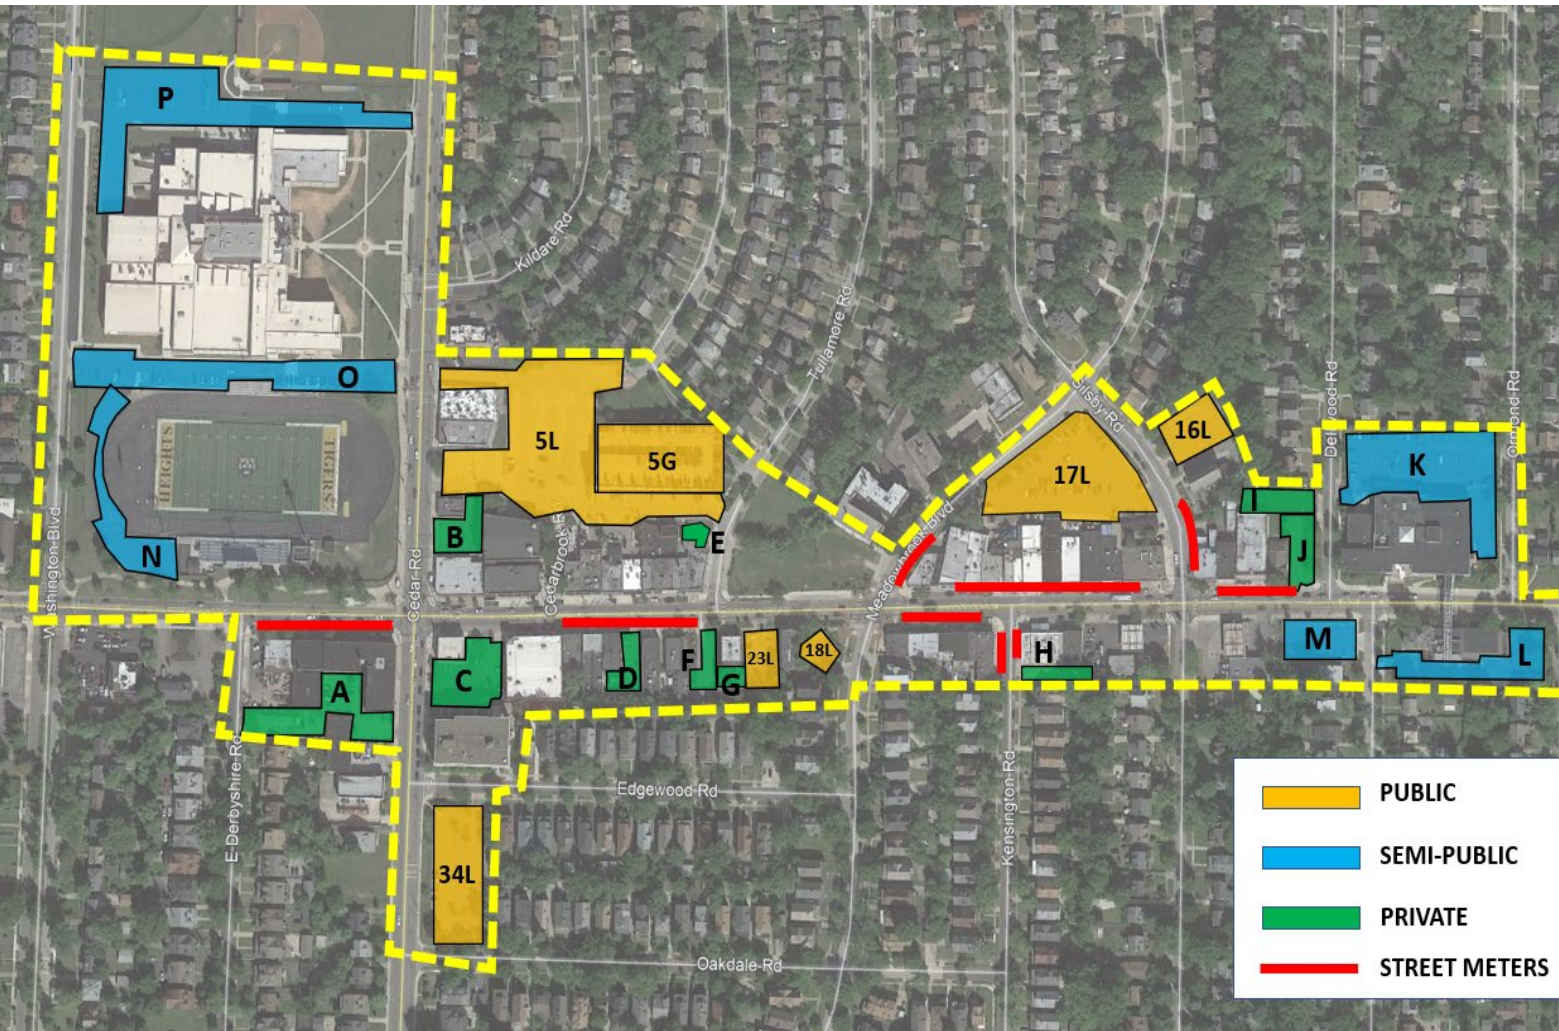 P
Kildare Rd
Tullamore Rd
O
HEIGHTS
TIGERS
5L
5G
17L
Silsby Rd
16L
Dellwood Rd
Ormond Rd
K
I
J
N
B
E
Washington Blvd
Cedar Rd
Cedarbrook Rd
Meadowbrook Blvd
A
C
D
F
G
23L
18L
H
M
L
E Derbyshire Rd
Edgewood Rd
Kensington Rd
34L
Oakdale Rd
PUBLIC
SEMI-PUBLIC
PRIVATE
STREET METERS